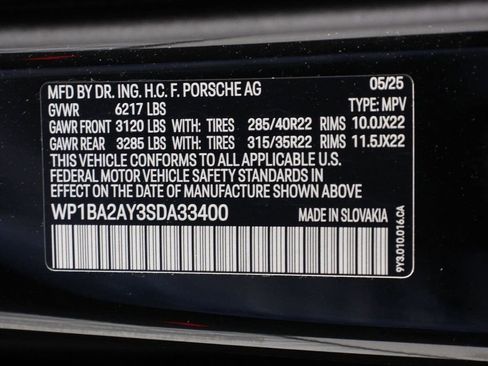 MFD BY DR. ING. H.C. F. PORSCHE AG 05/25
GVWR 6217 LBS TYPE: MPV
GAWR FRONT 3120 LBS WITH: TIRES 285/40R22 RIMS 10.0JX22
GAWR REAR 3285 LBS WITH: TIRES 315/35R22 RIMS 11.5JX22
THIS VEHICLE CONFORMS TO ALL APPLICABLE
FEDERAL MOTOR VEHICLE SAFETY STANDARDS IN
EFFECT ON THE DATE OF MANUFACTURE SHOWN ABOVE
WP1BA2AY3SDA33400 MADE IN SLOVAKIA
9Y3.010.016.CA